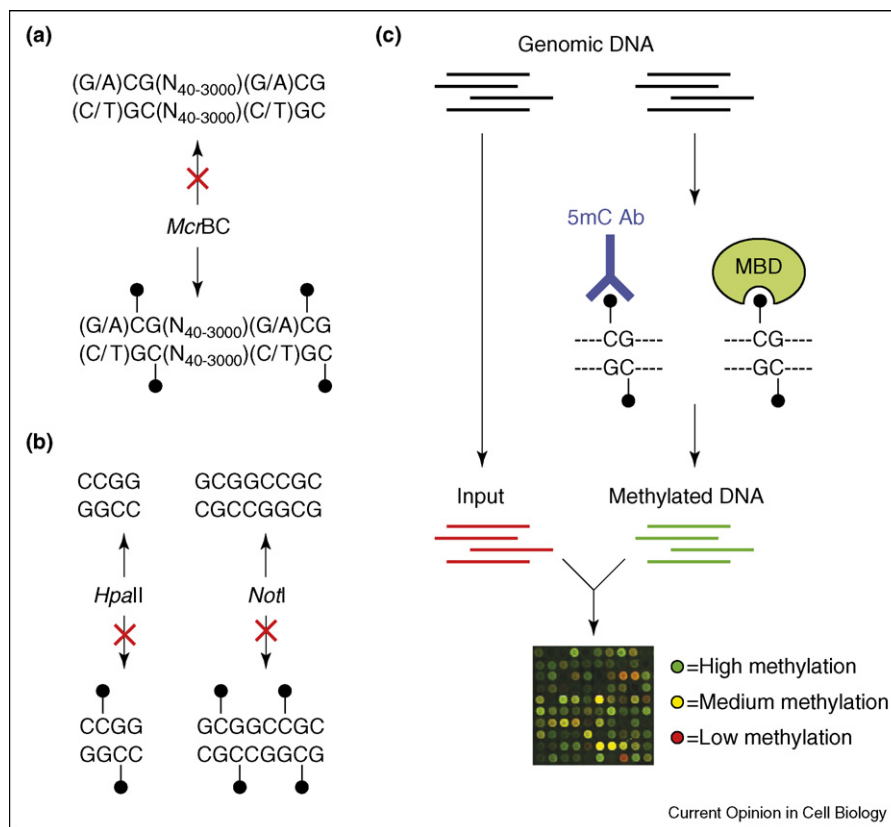 (a)
(G/A)CG(N40-3000)(G/A)CG
(C/T)GC(N40-3000)(C/T)GC
McrBC
(G/A)CG(N40-3000)(G/A)CG
(C/T)GC(N40-3000)(C/T)GC
(b)
CCGG GCGGCCGC
GGCC CGCCGGCG
HpaII NotI
CCGG GCGGCCGC
GGCC CGCCGGCG
(c)
Genomic DNA
5mC Ab
MBD
----CG---- ----CG----
----GC---- ----GC----
Input Methylated DNA
=High methylation
=Medium methylation
=Low methylation
Current Opinion in Cell Biology